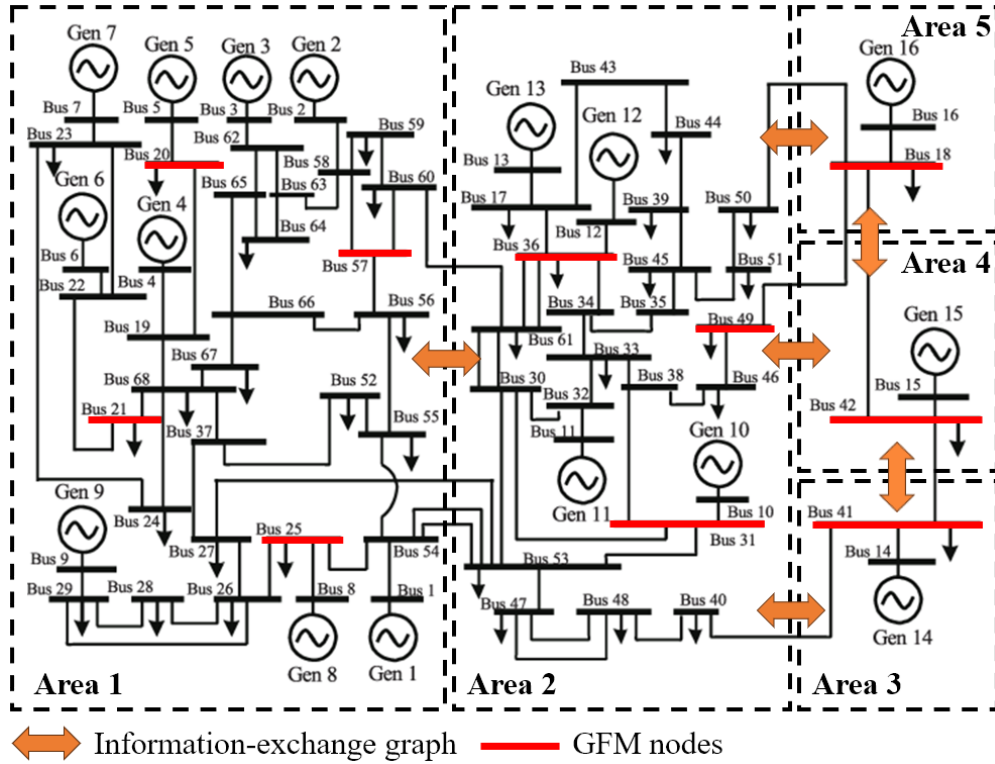 Gen 7
Gen 5
Gen 3
Gen 2
Bus 7
Bus 5
Bus 3
Bus 2
Bus 23
Bus 20
Bus 62
Bus 58
Bus 59
Bus 60
Gen 6
Gen 4
Bus 65
Bus 63
Bus 64
Bus 57
Bus 6
Bus 22
Bus 4
Bus 66
Bus 56
Bus 19
Bus 67
Bus 68
Bus 52
Bus 21
Bus 37
Bus 55
Gen 9
Bus 24
Bus 27
Bus 25
Bus 54
Bus 9
Bus 29
Bus 28
Bus 26
Bus 8
Bus 1
Gen 8
Gen 1
Area 1
Bus 43
Gen 13
Gen 12
Bus 44
Bus 13
Bus 17
Bus 39
Bus 50
Bus 36
Bus 12
Bus 45
Bus 51
Bus 34
Bus 35
Bus 49
Bus 61
Bus 33
Bus 30
Bus 32
Bus 38
Bus 46
Bus 11
Gen 10
Gen 11
Bus 10
Bus 31
Bus 53
Bus 47
Bus 48
Bus 40
Area 2
Area 5
Gen 16
Bus 16
Bus 18
Area 4
Gen 15
Bus 15
Bus 42
Bus 41
Bus 14
Gen 14
Area 3
Information-exchange graph
GFM nodes